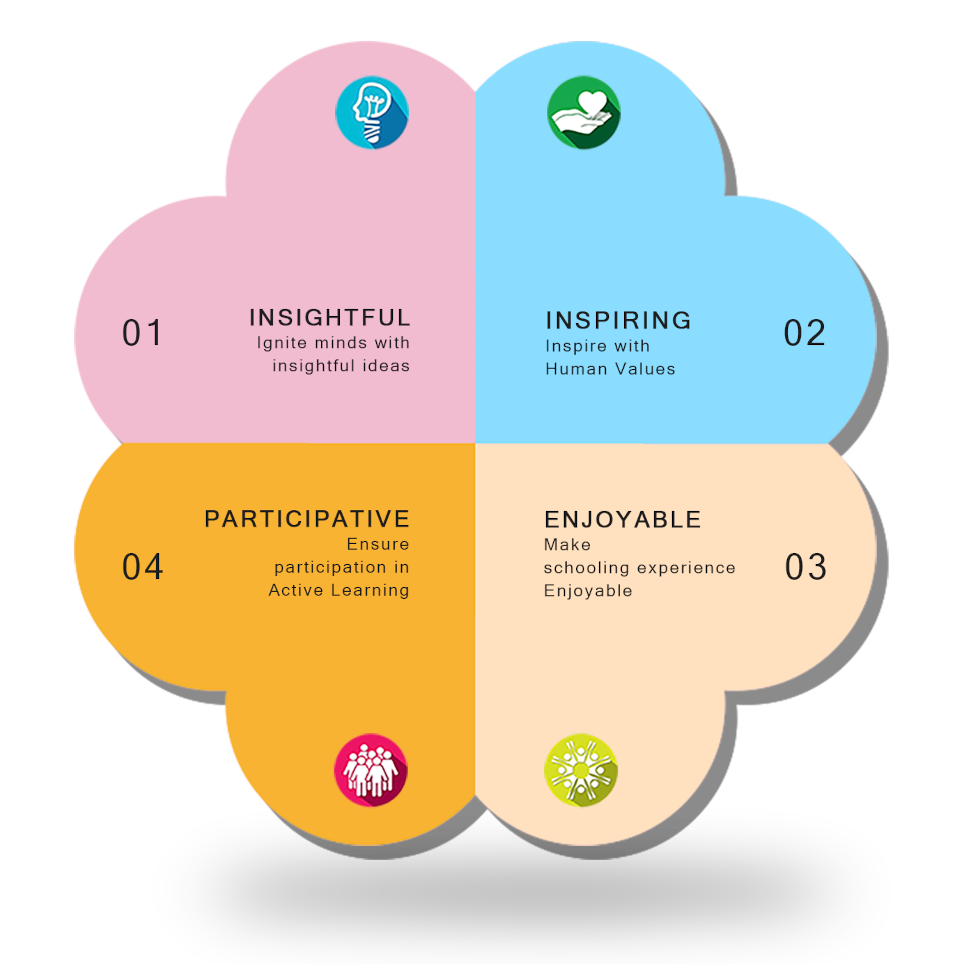 01
INSIGHTFUL
Ignite minds with
insightful ideas
INSPIRING
Inspire with
Human Values
02
PARTICIPATIVE
Ensure
participation in
Active Learning
04
ENJOYABLE
Make
schooling experience
Enjoyable
03